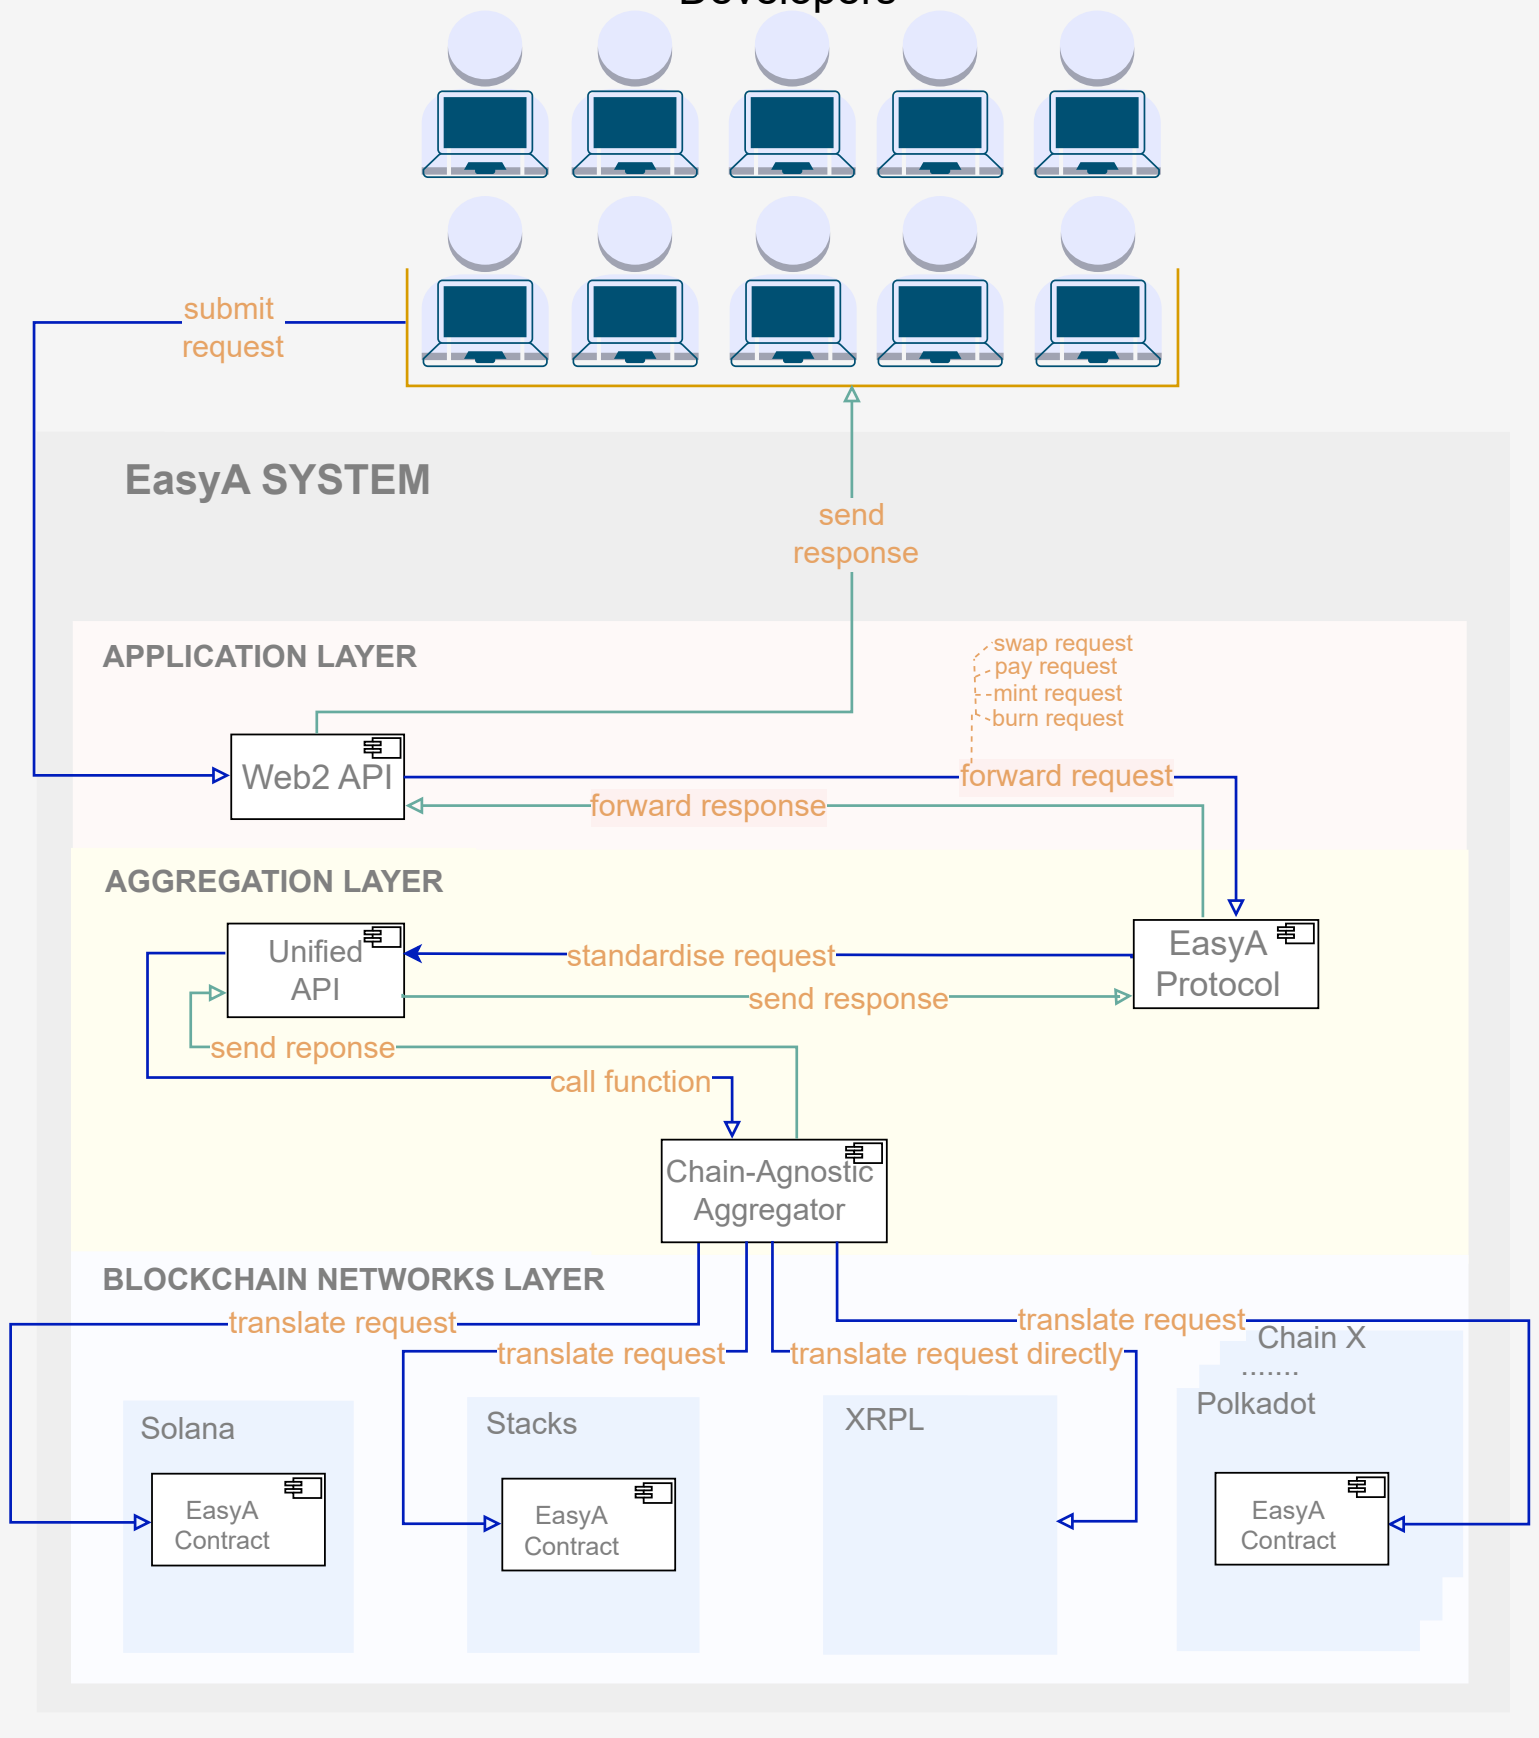 Developers
submit
request
EasyA SYSTEM
send
response
APPLICATION LAYER
swap request
pay request
mint request
burn request
Web2 API
forward request
forward response
AGGREGATION LAYER
Unified
API
standardise request
EasyA
Protocol
send response
send reponse
call function
Chain-Agnostic
Aggregator
BLOCKCHAIN NETWORKS LAYER
translate request
translate request
translate request
translate request directly
Chain X
.......
Polkadot
Solana
Stacks
XRPL
EasyA
Contract
EasyA
Contract
EasyA
Contract